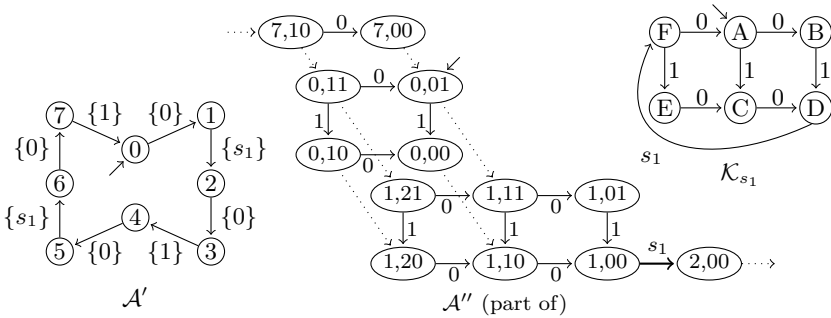 7,10 0 7,00
F 0 A 0 B
1 1 1
E 0 C 0 D
s₁
𝒦s₁
0,11 0 0,01
1 1
0,10 0 0,00
7 {1} 0 {0} 1
{0} {s₁}
6 2
{s₁} {0}
5 {0} 4 {1} 3
𝒜′
1,21 0 1,11 0 1,01
1 1 1
1,20 0 1,10 0 1,00 s₁ 2,00
𝒜″ (part of)